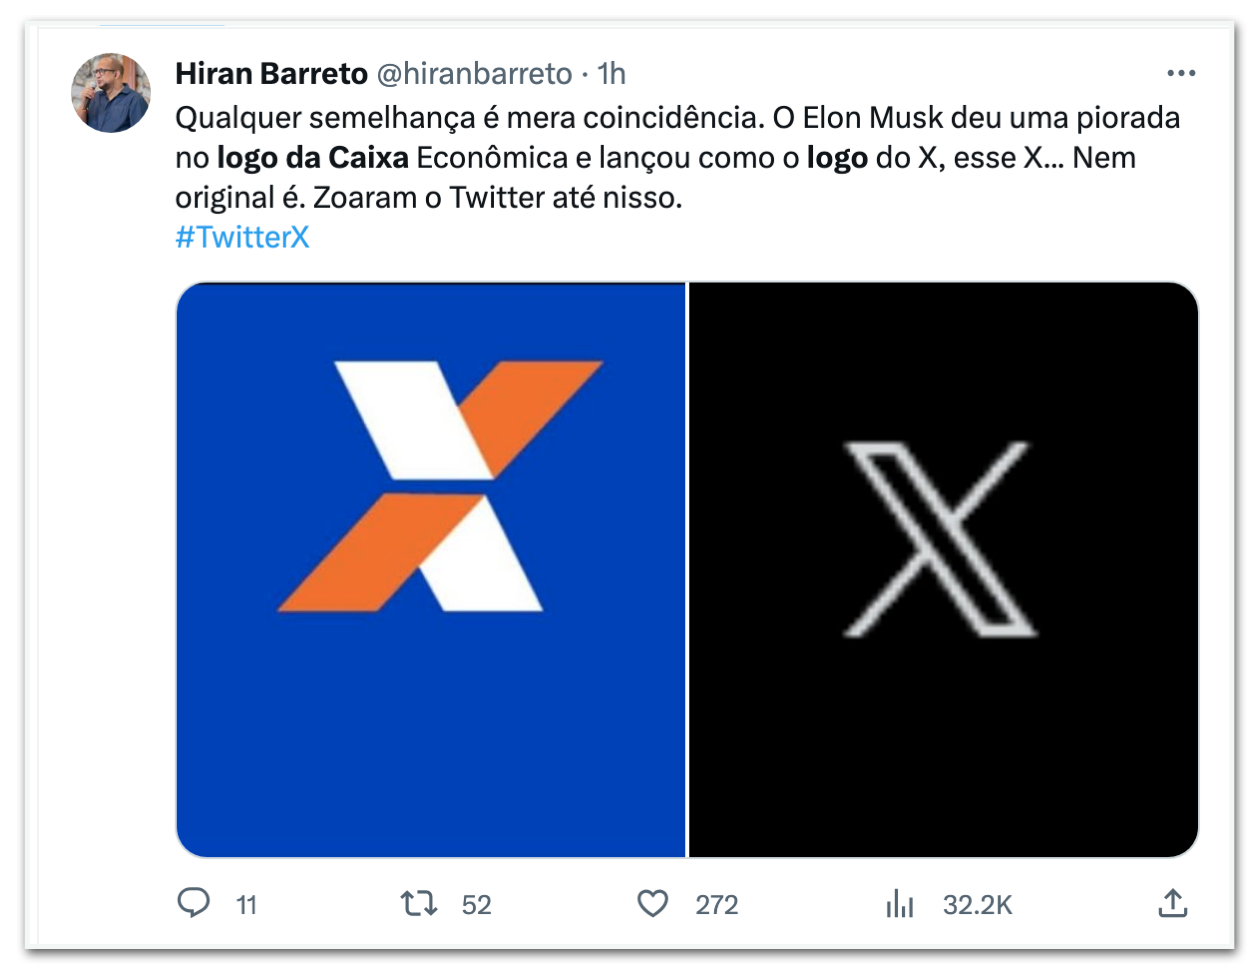 Hiran Barreto @hiranbarreto · 1h
Qualquer semelhança é mera coincidência. O Elon Musk deu uma piorada
no logo da Caixa Econômica e lançou como o logo do X, esse X... Nem
original é. Zoaram o Twitter até nisso.
#TwitterX
X X
11 52 272 32.2K